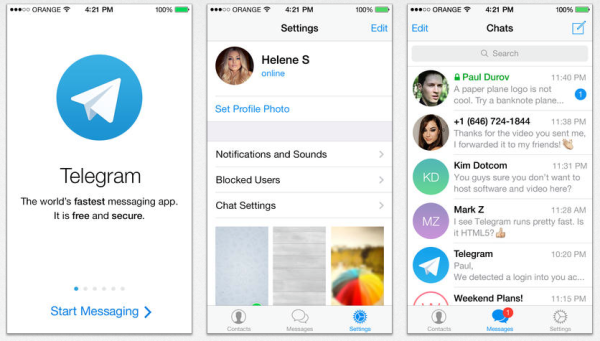 ORANGE 4:21 PM 100%
Telegram
The world's fastest messaging app.
It is free and secure.
Start Messaging
ORANGE 4:21 PM 100%
Settings Edit
Helene S
online
Set Profile Photo
Notifications and Sounds
Blocked Users
Chat Settings
Contacts Messages Settings
ORANGE 4:21 PM 100%
Edit Chats
Search
Paul Durov 11:40 PM
A paper plane logo is not
cool. Try a banknote plane... 1
+1 (646) 724-1844 11:38 PM
Thanks for the video you sent me,
I forwarded it to my friends!
KD
Kim Dotcom 11:31 PM
You guys sure you don't want to
host software and video here?
MZ
Mark Z 11:28 AM
I see Telegram runs pretty fast. Is
it HTML5?
Telegram 10:20 PM
Paul,
We detected a login into you ac...
Weekend Plans! 11:15 PM
1
Contacts Messages Settings